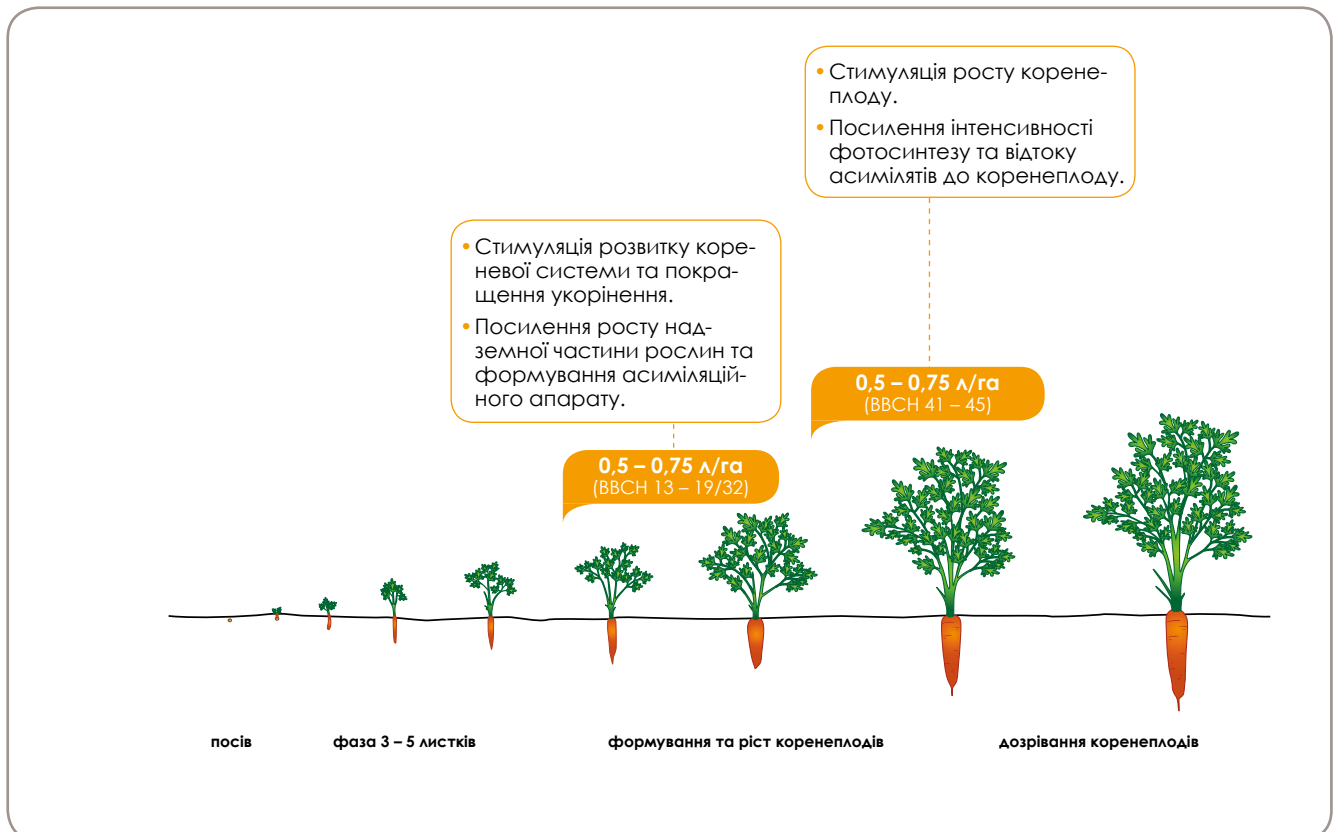 • Стимуляція росту корене-
плоду.
• Посилення інтенсивності
фотосинтезу та відтоку
асимілятів до коренеплоду.
• Стимуляція розвитку коре-
невої системи та покра-
щення укорінення.
• Посилення росту над-
земної частини рослин та
формування асиміляцій-
ного апарату.
0,5 – 0,75 л/га
(BBCH 41 – 45)
0,5 – 0,75 л/га
(BBCH 13 – 19/32)
посів
фаза 3 – 5 листків
формування та ріст коренеплодів
дозрівання коренеплодів